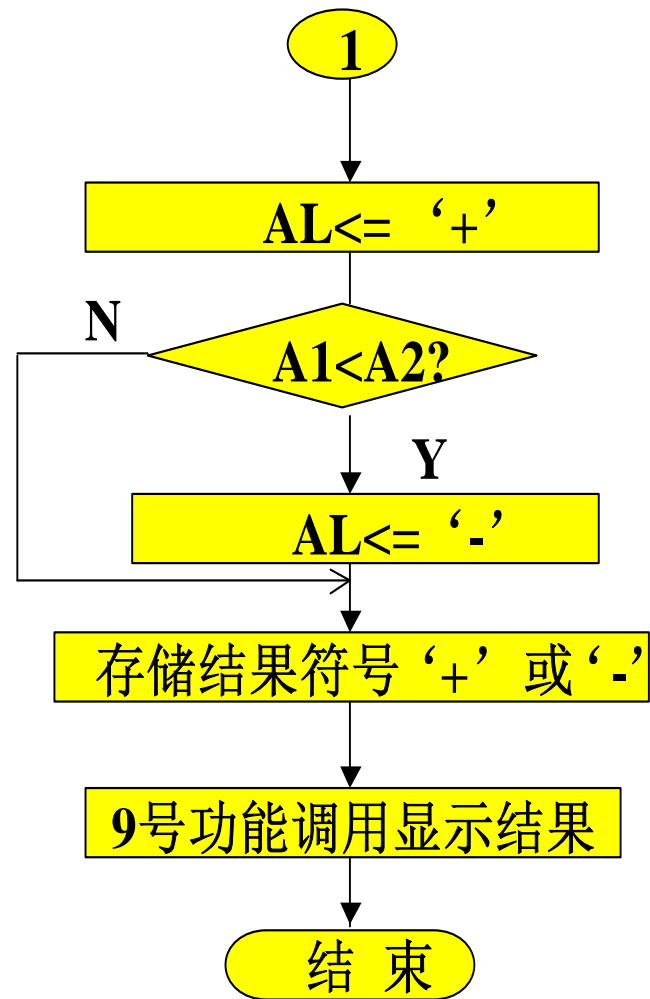 1
AL<= ‘+’
N
A1<A2?
Y
AL<= ‘-’
存储结果符号‘+’ 或‘-’
9号功能调用显示结果
结 束